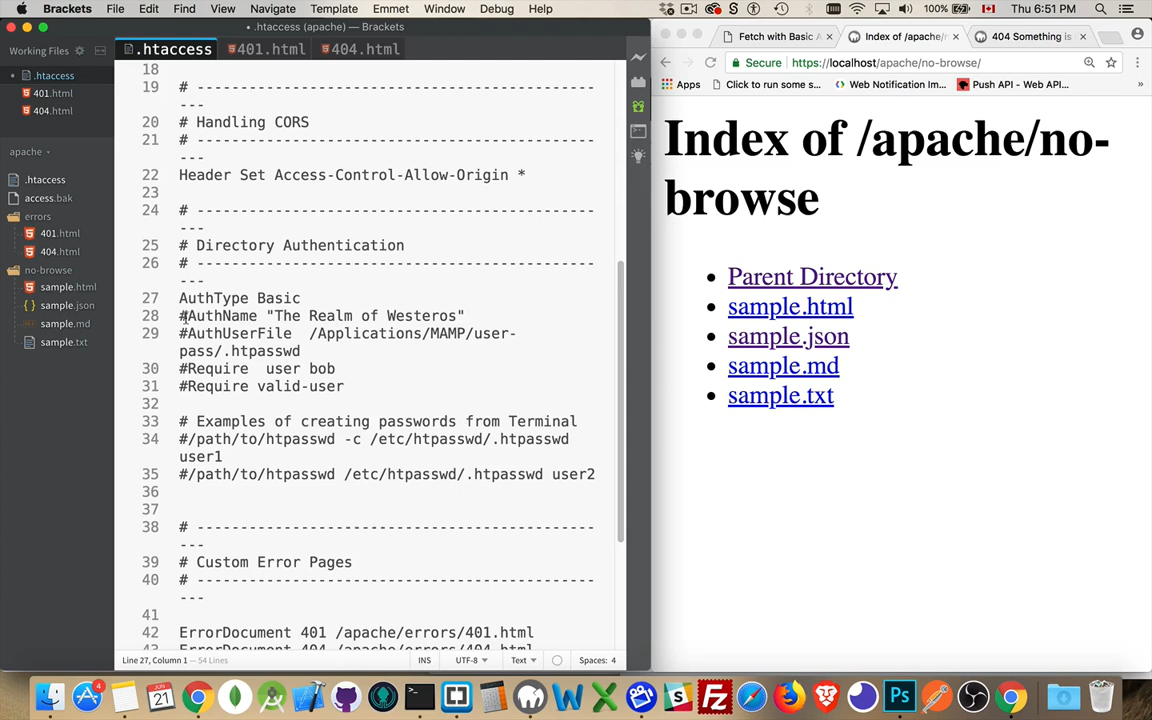 Brackets File Edit Find View Navigate Template Emmet Window Debug Help 100% Thu 6:51 PM
• .htaccess (apache) — Brackets
Working Files
.htaccess
401.html
404.html
apache
.htaccess
access.bak
errors
401.html
404.html
no-browse
sample.html
sample.json
sample.md
sample.txt
.htaccess 401.html 404.html
18
19 # ----------------------------------------------
---
20 # Handling CORS
21 # ----------------------------------------------
---
22 Header Set Access-Control-Allow-Origin *
23
24 # ----------------------------------------------
---
25 # Directory Authentication
26 # ----------------------------------------------
---
27 AuthType Basic
28 #AuthName "The Realm of Westeros"
29 #AuthUserFile  /Applications/MAMP/user-
pass/.htpasswd
30 #Require  user bob
31 #Require valid-user
32
33 # Examples of creating passwords from Terminal
34 #/path/to/htpasswd -c /etc/htpasswd/.htpasswd
user1
35 #/path/to/htpasswd /etc/htpasswd/.htpasswd user2
36
37
38 # ----------------------------------------------
---
39 # Custom Error Pages
40 # ----------------------------------------------
---
41
42 ErrorDocument 401 /apache/errors/401.html
43 ErrorDocument 404 /apache/errors/404.html
Line 27, Column 1 — 54 Lines INS UTF-8 Text Spaces: 4
Fetch with Basic A Index of /apache/n 404 Something is
Secure https://localhost/apache/no-browse/
Apps Click to run some s... Web Notification Im... Push API - Web API... »
Index of /apache/no-
browse
• Parent Directory
• sample.html
• sample.json
• sample.md
• sample.txt
4
21